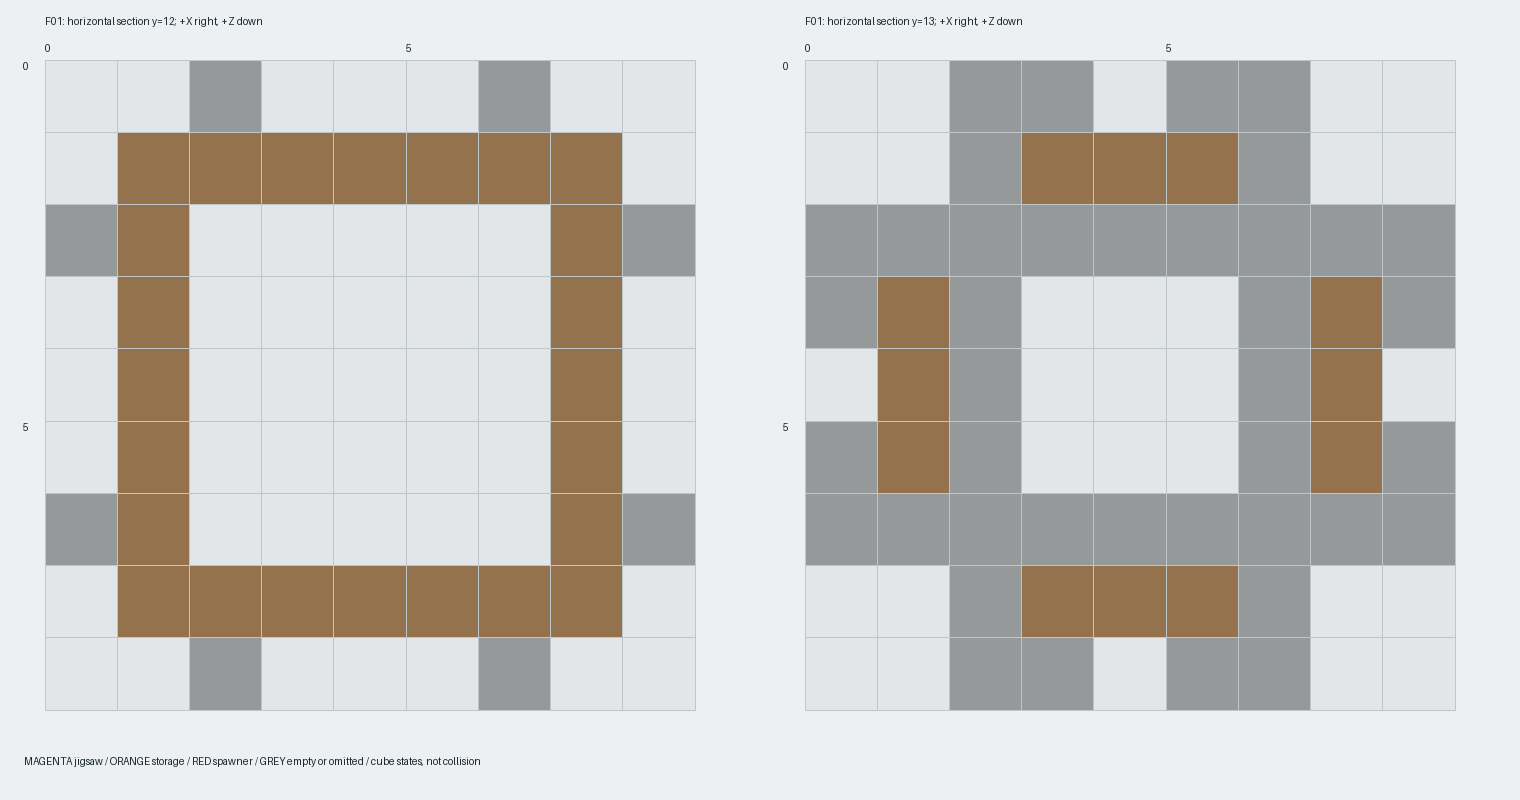 F01: horizontal section y=12; +X right, +Z down
F01: horizontal section y=13; +X right, +Z down
0 5
0 5
0
0
5
5
MAGENTA jigsaw / ORANGE storage / RED spawner / GREY empty or omitted / cube states, not collision